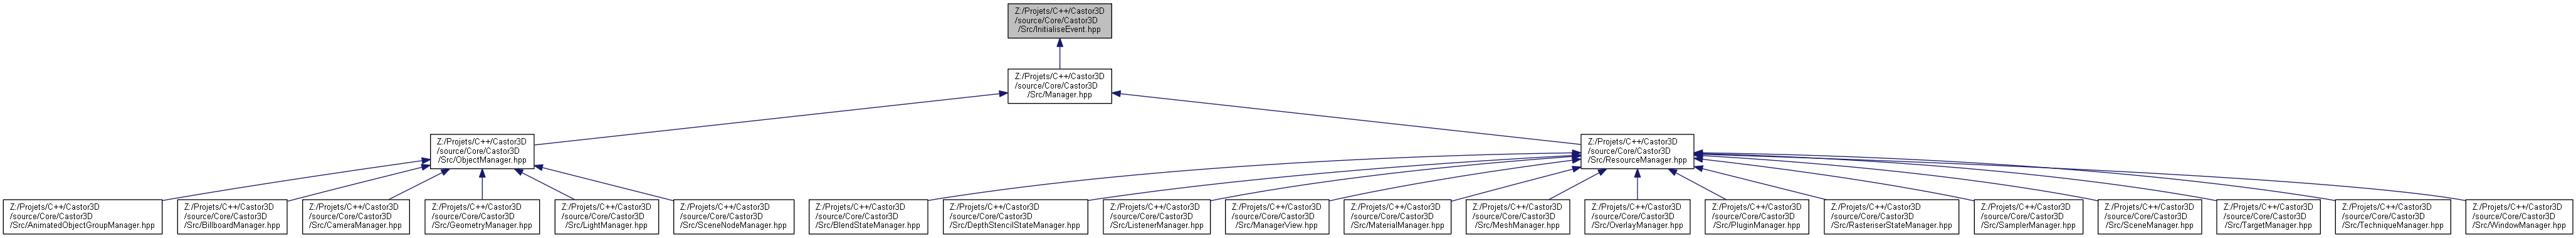 Z:/Projets/C++/Castor3D
/source/Core/Castor3D
/Src/InitialiseEvent.hpp
Z:/Projets/C++/Castor3D
/source/Core/Castor3D
/Src/Manager.hpp
Z:/Projets/C++/Castor3D
/source/Core/Castor3D
/Src/ObjectManager.hpp
Z:/Projets/C++/Castor3D
/source/Core/Castor3D
/Src/ResourceManager.hpp
Z:/Projets/C++/Castor3D
/source/Core/Castor3D
/Src/AnimatedObjectGroupManager.hpp
Z:/Projets/C++/Castor3D
/source/Core/Castor3D
/Src/BillboardManager.hpp
Z:/Projets/C++/Castor3D
/source/Core/Castor3D
/Src/CameraManager.hpp
Z:/Projets/C++/Castor3D
/source/Core/Castor3D
/Src/GeometryManager.hpp
Z:/Projets/C++/Castor3D
/source/Core/Castor3D
/Src/LightManager.hpp
Z:/Projets/C++/Castor3D
/source/Core/Castor3D
/Src/SceneNodeManager.hpp
Z:/Projets/C++/Castor3D
/source/Core/Castor3D
/Src/BlendStateManager.hpp
Z:/Projets/C++/Castor3D
/source/Core/Castor3D
/Src/DepthStencilStateManager.hpp
Z:/Projets/C++/Castor3D
/source/Core/Castor3D
/Src/ListenerManager.hpp
Z:/Projets/C++/Castor3D
/source/Core/Castor3D
/Src/ManagerView.hpp
Z:/Projets/C++/Castor3D
/source/Core/Castor3D
/Src/MaterialManager.hpp
Z:/Projets/C++/Castor3D
/source/Core/Castor3D
/Src/MeshManager.hpp
Z:/Projets/C++/Castor3D
/source/Core/Castor3D
/Src/OverlayManager.hpp
Z:/Projets/C++/Castor3D
/source/Core/Castor3D
/Src/PluginManager.hpp
Z:/Projets/C++/Castor3D
/source/Core/Castor3D
/Src/RasteriserStateManager.hpp
Z:/Projets/C++/Castor3D
/source/Core/Castor3D
/Src/SamplerManager.hpp
Z:/Projets/C++/Castor3D
/source/Core/Castor3D
/Src/SceneManager.hpp
Z:/Projets/C++/Castor3D
/source/Core/Castor3D
/Src/TargetManager.hpp
Z:/Projets/C++/Castor3D
/source/Core/Castor3D
/Src/TechniqueManager.hpp
Z:/Projets/C++/Castor3D
/source/Core/Castor3D
/Src/WindowManager.hpp